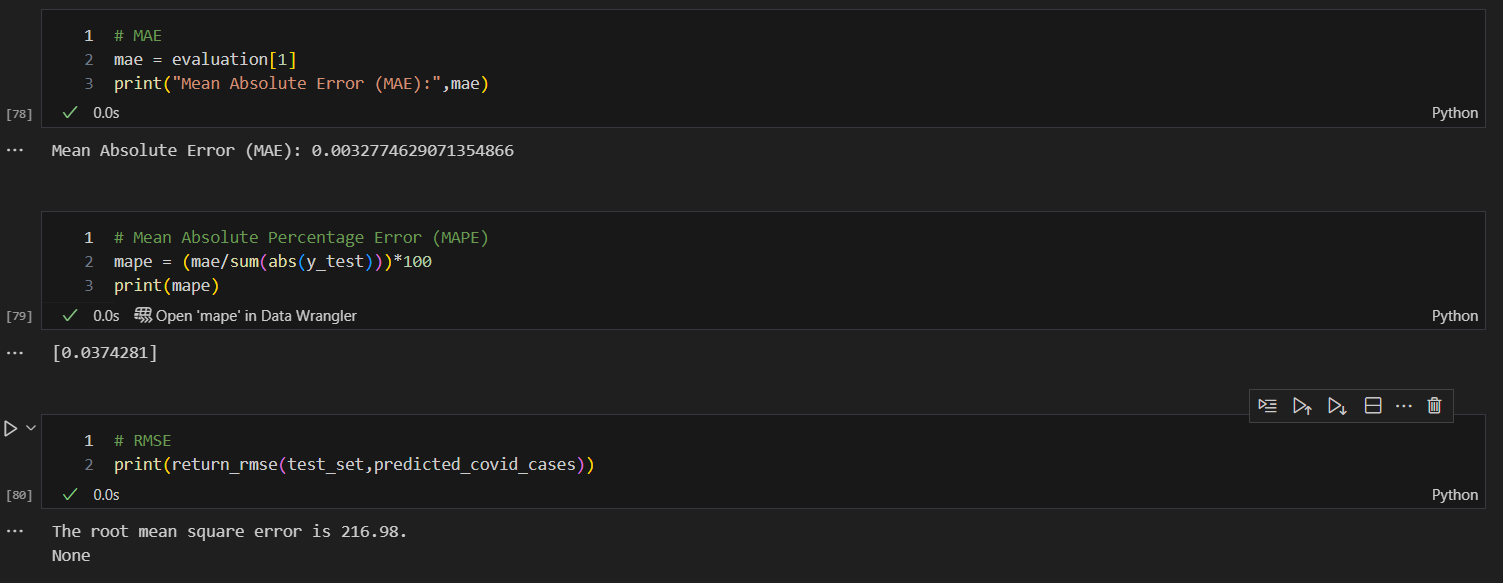 1 # MAE
2 mae = evaluation[1]
3 print("Mean Absolute Error (MAE):",mae)
[78] 0.0s Python
Mean Absolute Error (MAE): 0.0032774629071354866
1 # Mean Absolute Percentage Error (MAPE)
2 mape = (mae/sum(abs(y_test)))*100
3 print(mape)
[79] 0.0s Open 'mape' in Data Wrangler Python
[0.0374281]
1 # RMSE
2 print(return_rmse(test_set,predicted_covid_cases))
[80] 0.0s Python
The root mean square error is 216.98.
None